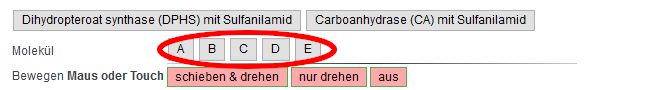 Dihydropteroat synthase (DPHS) mit Sulfanilamid Carboanhydrase (CA) mit Sulfanilamid
Molekül A B C D E
Bewegen Maus oder Touch schieben & drehen nur drehen aus